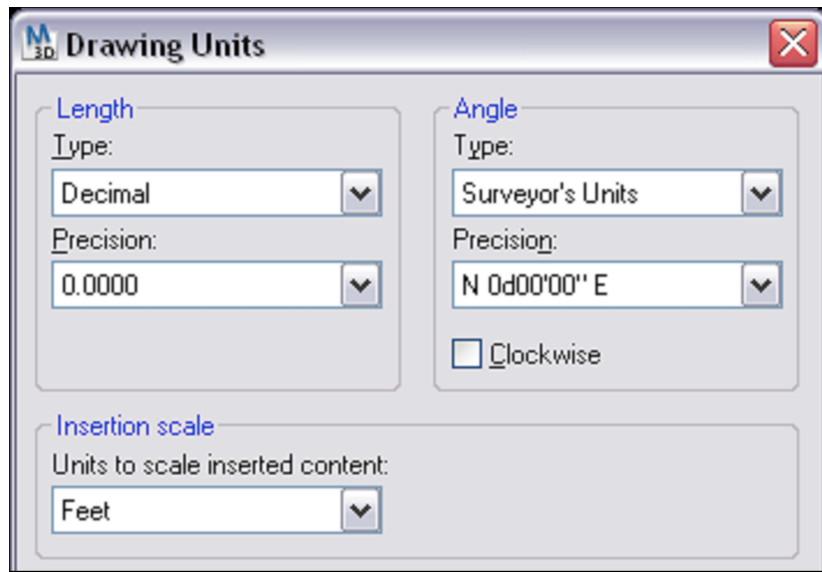 M 3D Drawing Units
Length
Type:
Decimal
Precision:
0.0000
Angle
Type:
Surveyor's Units
Precision:
N 0d00'00" E
Clockwise
Insertion scale
Units to scale inserted content:
Feet